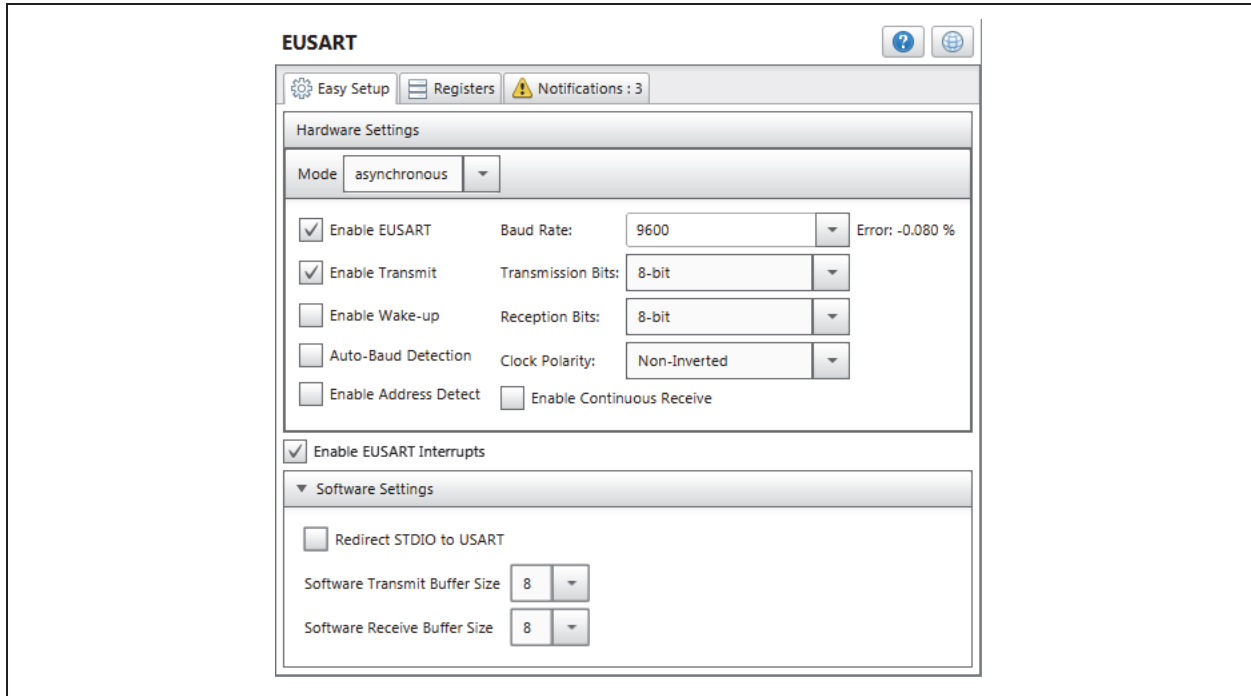 EUSART
Easy Setup Registers Notifications : 3
Hardware Settings
Mode asynchronous
Enable EUSART Baud Rate: 9600 Error: -0.080 %
Enable Transmit Transmission Bits: 8-bit
Enable Wake-up Reception Bits: 8-bit
Auto-Baud Detection Clock Polarity: Non-Inverted
Enable Address Detect Enable Continuous Receive
Enable EUSART Interrupts
Software Settings
Redirect STDIO to USART
Software Transmit Buffer Size 8
Software Receive Buffer Size 8